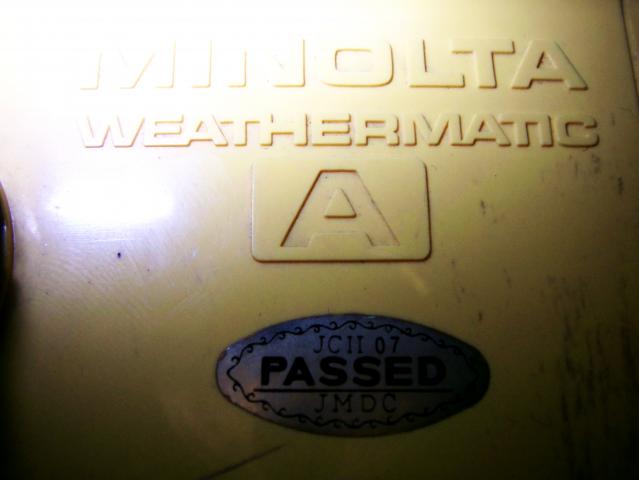 MINOLTA
WEATHERMATIC
A
JCII 07
PASSED
JMDC